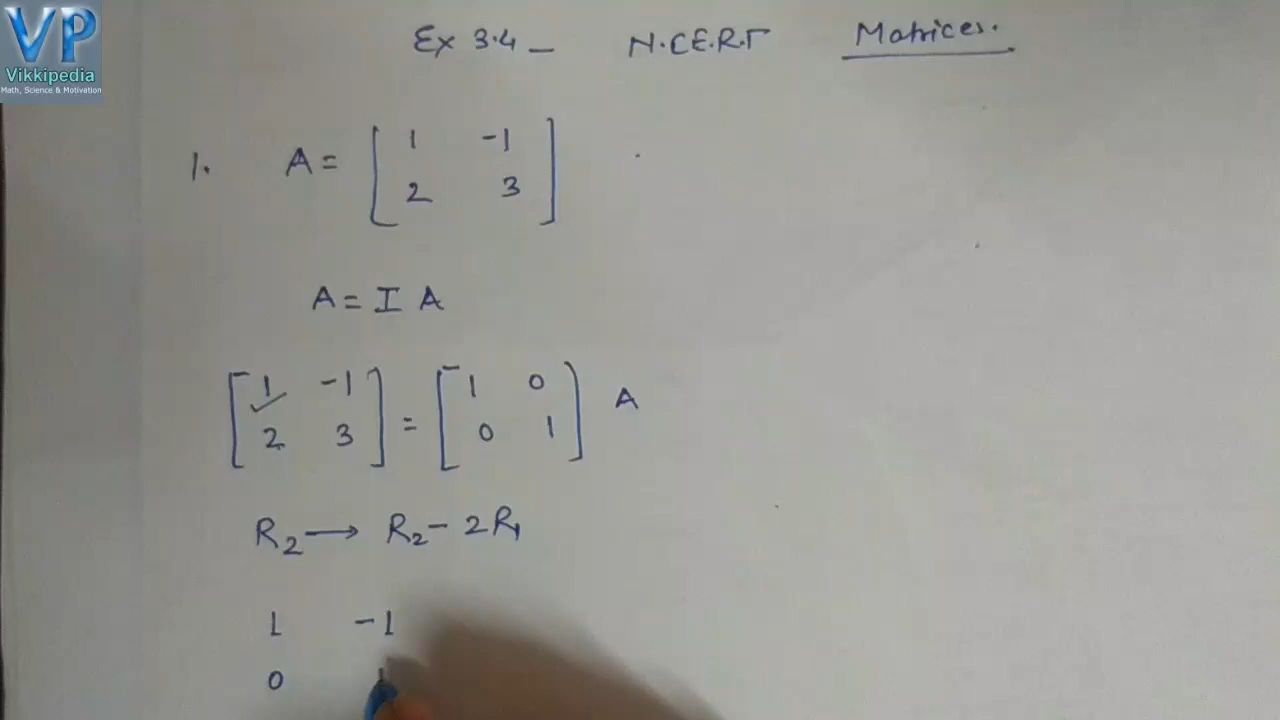 VP
Vikkipedia
Math, Science & Motivation
Ex 3.4 — N.C.E.R.T Matrices.
1. A = [ 1 -1
2 3 ]
A = I A
[ 1 -1 ] = [ 1 0 ] A
2 3 0 1
R₂ → R₂ - 2R₁
1 -1
0